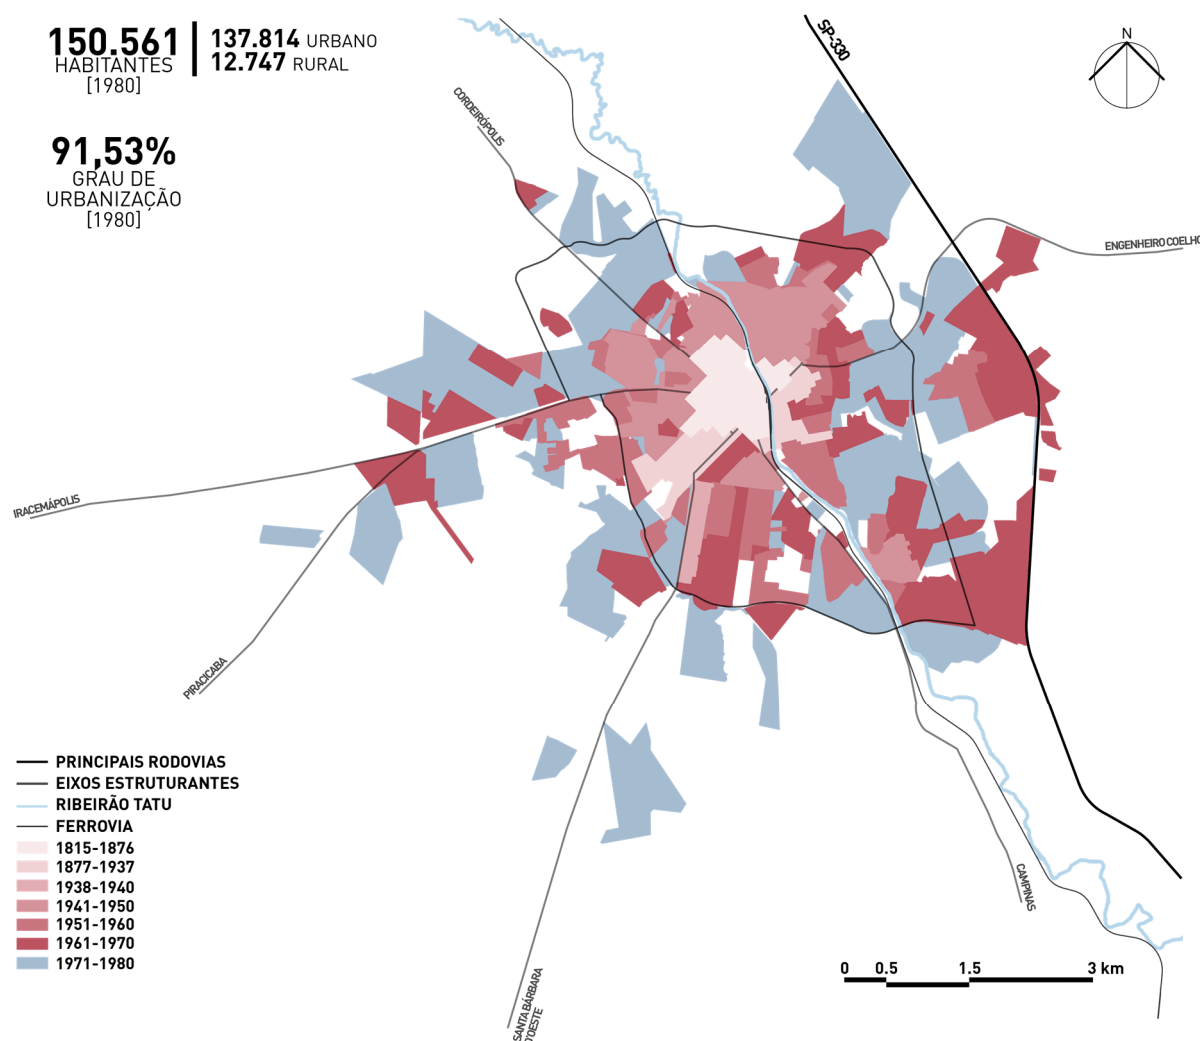 150.561
HABITANTES
[1980]
137.814 URBANO
12.747 RURAL
91,53%
GRAU DE
URBANIZAÇÃO
[1980]
SP-330
N
CORDEIRÓPOLIS
ENGENHEIRO COELHO
IRACEMÁPOLIS
PIRACICABA
CAMPINAS
SANTA BÁRBARA
D'OESTE
PRINCIPAIS RODOVIAS
EIXOS ESTRUTURANTES
RIBEIRÃO TATU
FERROVIA
1815-1876
1877-1937
1938-1940
1941-1950
1951-1960
1961-1970
1971-1980
0 0.5 1.5 3 km